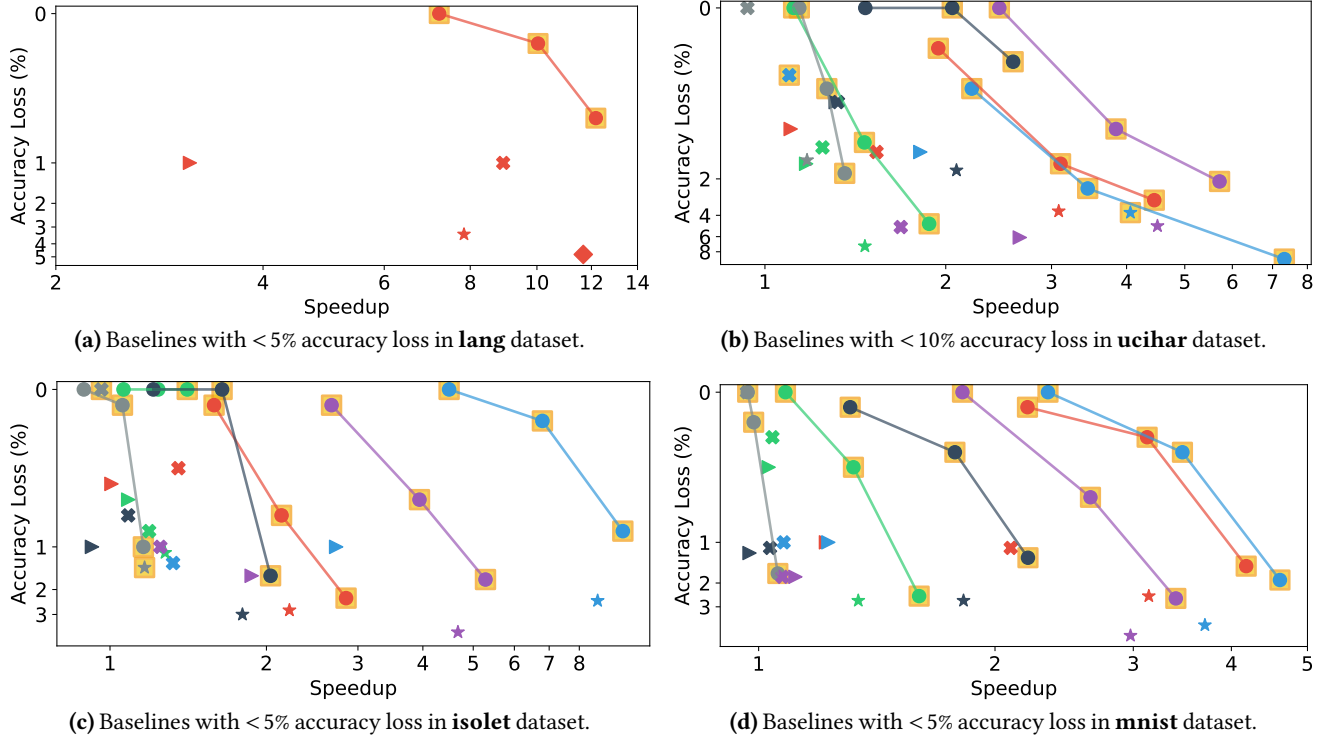 Accuracy Loss (%)
0
1
2
3
4
5
2 4 6 8 10 12 14
Speedup
(a) Baselines with <5% accuracy loss in lang dataset.
Accuracy Loss (%)
0
2
4
6
8
1 2 3 4 5 6 7 8
Speedup
(b) Baselines with <10% accuracy loss in ucihar dataset.
Accuracy Loss (%)
0
1
2
3
1 2 3 4 5 6 7 8
Speedup
(c) Baselines with <5% accuracy loss in isolet dataset.
Accuracy Loss (%)
0
1
2
3
1 2 3 4 5
Speedup
(d) Baselines with <5% accuracy loss in mnist dataset.